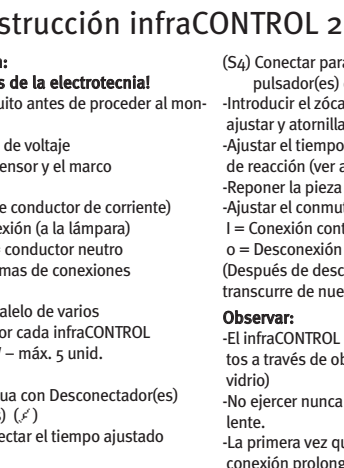 strucción infraCONTROL 2
n:
s de la electrotecnia!
uito antes de proceder al mon-
de voltaje
ensor y el marco
e conductor de corriente)
exión (a la lámpara)
conductor neutro
mas de conexiones
alelo de varios
or cada infraCONTROL
– máx. 5 unid.
ua con Desconectador(es)
ectar el tiempo ajustado
(S4) Conectar para
pulsador(es)
-Introducir el zóca
ajustar y atornilla
-Ajustar el tiempo
de reacción (ver a
-Reponer la pieza
-Ajustar el conmut
I = Conexión cont
o = Desconexión
(Después de desc
transcurre de nue
Observar:
-El infraCONTROL
tos a través de ob
vidrio)
-No ejercer nunca
lente.
-La primera vez qu
conexión prolong